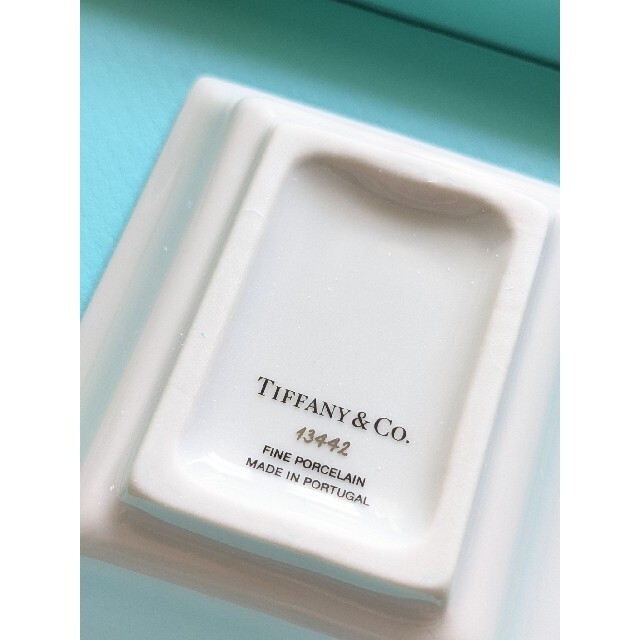 TIFFANY & CO.
13442
FINE PORCELAIN
MADE IN PORTUGAL